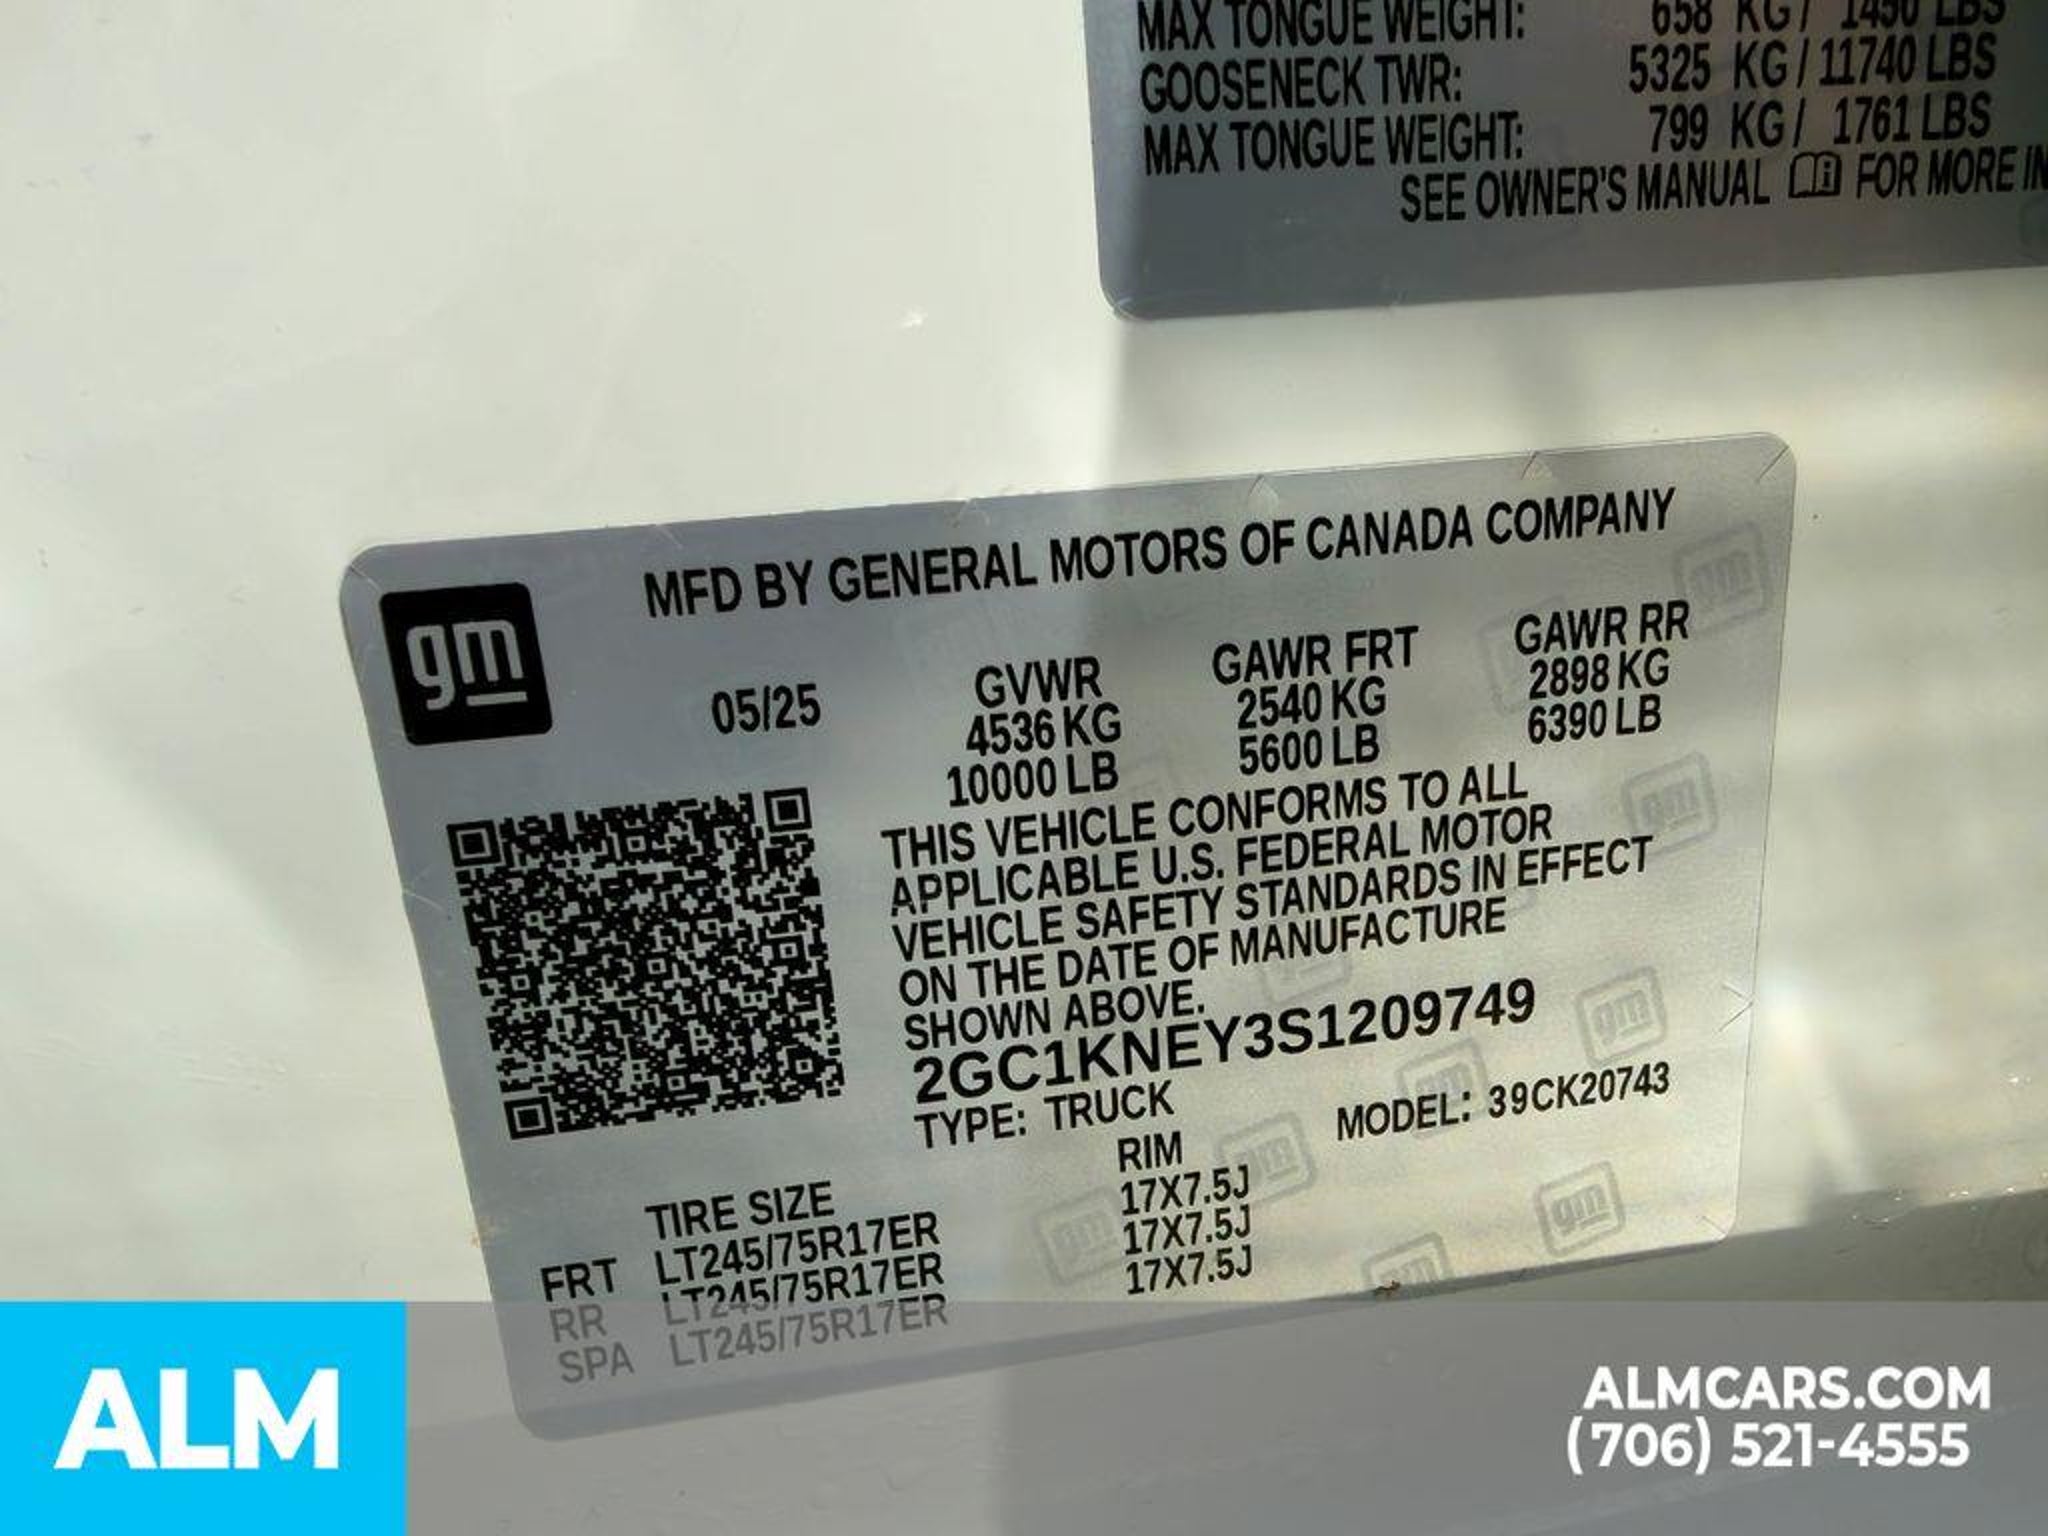 MAX TONGUE WEIGHT: 658 KG / 1450 LBS
GOOSENECK TWR: 5325 KG / 11740 LBS
MAX TONGUE WEIGHT: 799 KG / 1761 LBS
SEE OWNER'S MANUAL FOR MORE IN
gm
MFD BY GENERAL MOTORS OF CANADA COMPANY
05/25 GVWR GAWR FRT GAWR RR
4536 KG 2540 KG 2898 KG
10000 LB 5600 LB 6390 LB
THIS VEHICLE CONFORMS TO ALL
APPLICABLE U.S. FEDERAL MOTOR
VEHICLE SAFETY STANDARDS IN EFFECT
ON THE DATE OF MANUFACTURE
SHOWN ABOVE.
2GC1KNEY3S1209749
TYPE: TRUCK MODEL: 39CK20743
TIRE SIZE RIM
FRT LT245/75R17ER 17X7.5J
RR LT245/75R17ER 17X7.5J
SPA LT245/75R17ER 17X7.5J
ALM
ALMCARS.COM
(706) 521-4555